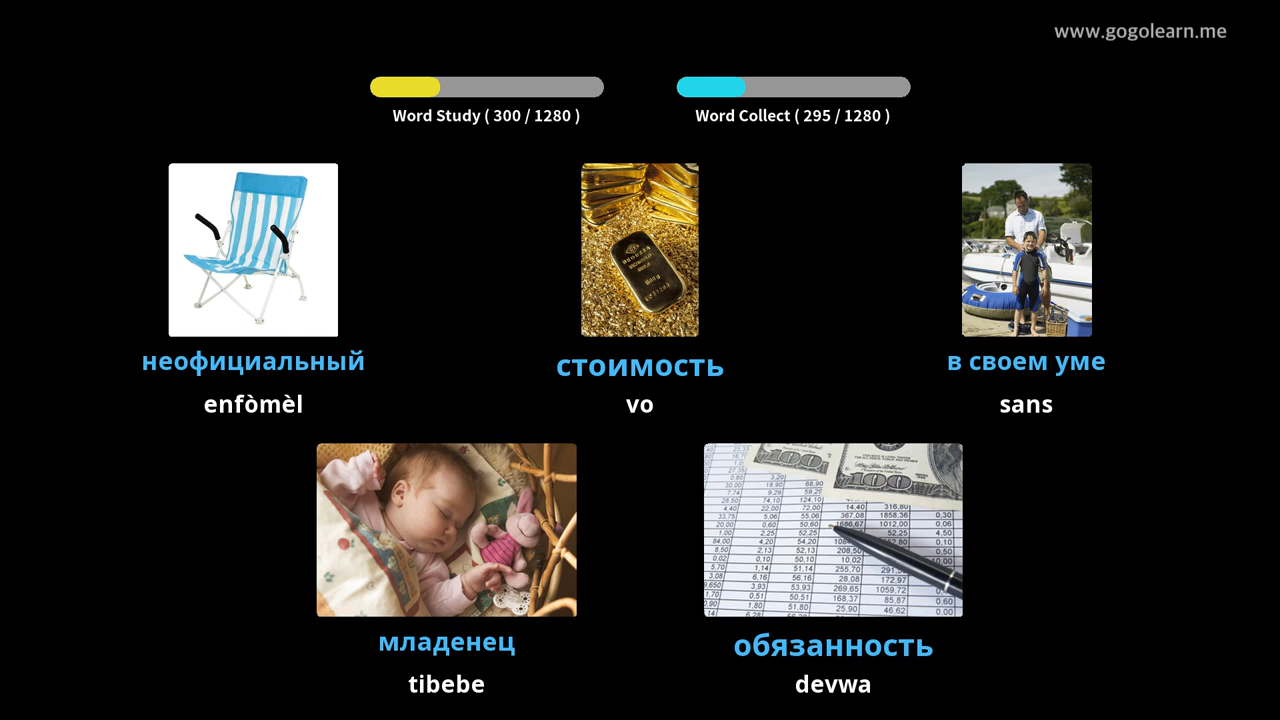 www.gogolearn.me
Word Study ( 300 / 1280 )
Word Collect ( 295 / 1280 )
неофициальный
enfòmèl
стоимость
vo
в своем уме
sans
младенец
tibebe
обязанность
devwa